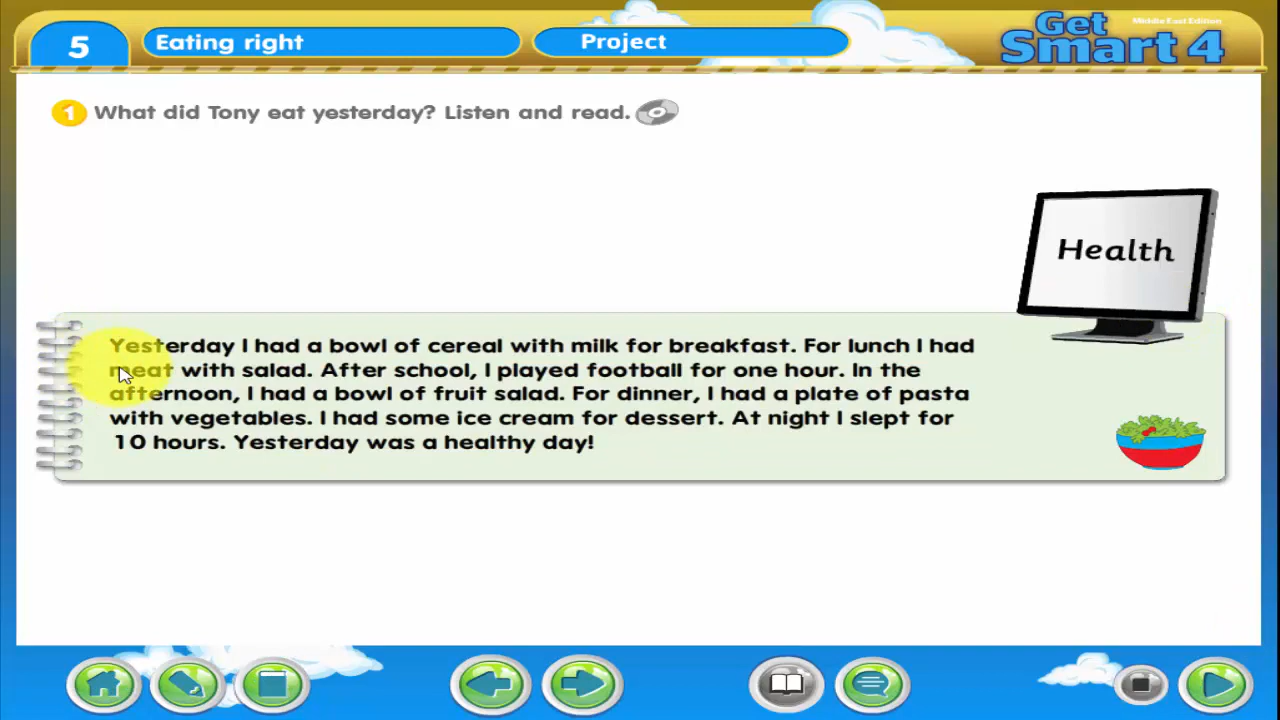 5
Eating right
Project
Middle East Edition
Get
Smart 4
1 What did Tony eat yesterday? Listen and read.
Health
Yesterday I had a bowl of cereal with milk for breakfast. For lunch I had
meat with salad. After school, I played football for one hour. In the
afternoon, I had a bowl of fruit salad. For dinner, I had a plate of pasta
with vegetables. I had some ice cream for dessert. At night I slept for
10 hours. Yesterday was a healthy day!